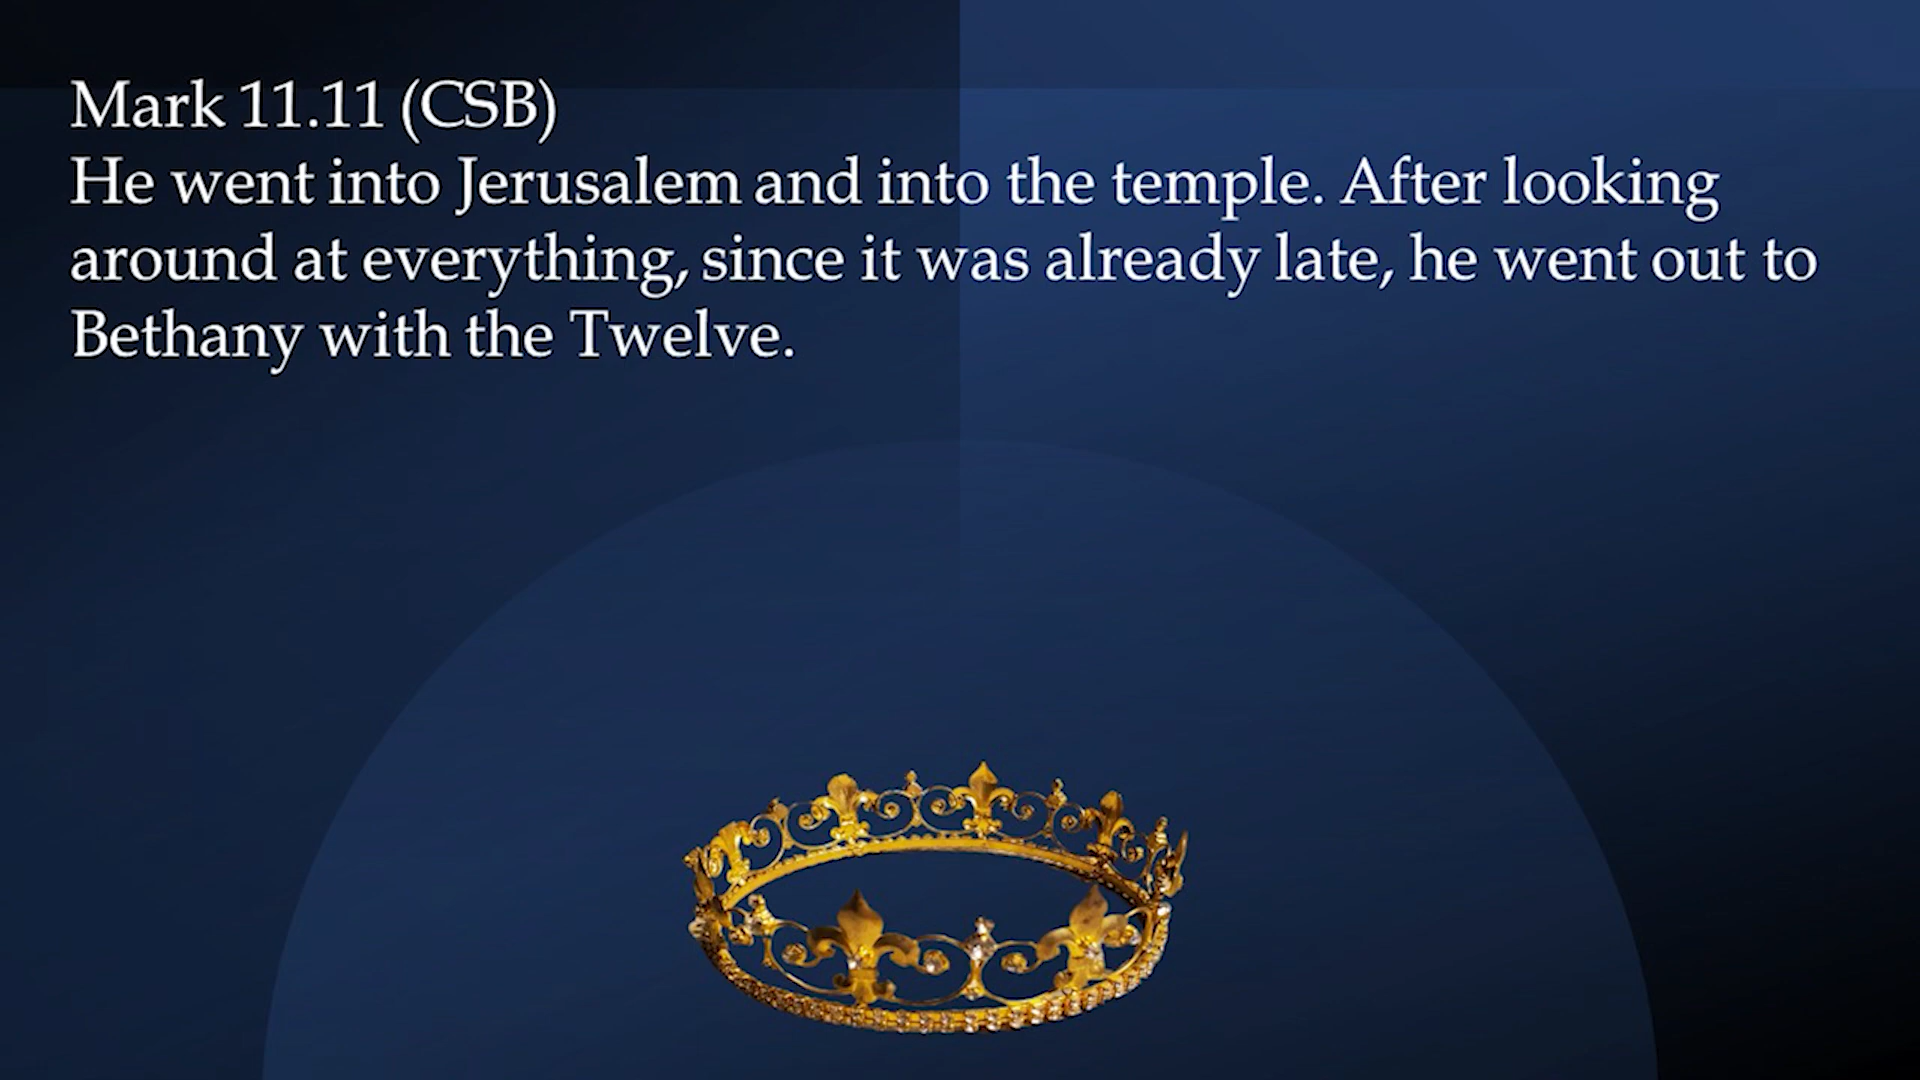 Mark 11.11 (CSB)
He went into Jerusalem and into the temple. After looking
around at everything, since it was already late, he went out to
Bethany with the Twelve.